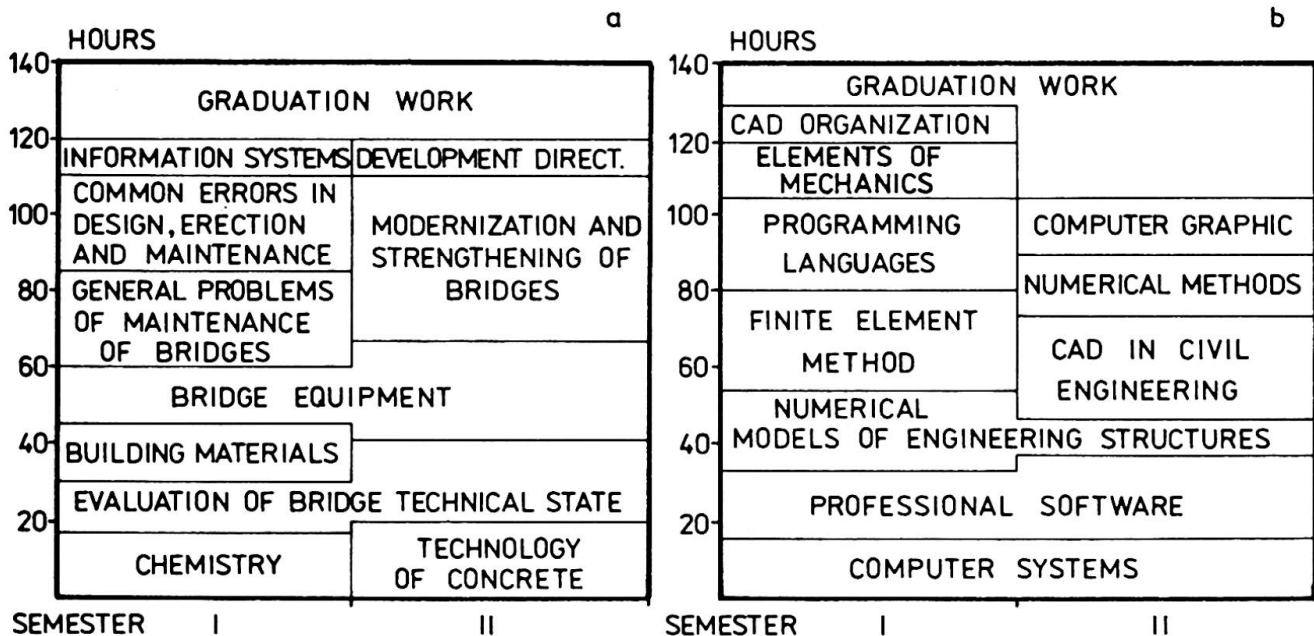 a
HOURS
140
120
100
80
60
40
20
GRADUATION WORK
INFORMATION SYSTEMS
DEVELOPMENT DIRECT.
COMMON ERRORS IN
DESIGN, ERECTION
AND MAINTENANCE
MODERNIZATION AND
STRENGTHENING OF
BRIDGES
GENERAL PROBLEMS
OF MAINTENANCE
OF BRIDGES
BRIDGE EQUIPMENT
BUILDING MATERIALS
EVALUATION OF BRIDGE TECHNICAL STATE
CHEMISTRY
TECHNOLOGY
OF CONCRETE
SEMESTER I II
b
HOURS
140
120
100
80
60
40
20
GRADUATION WORK
CAD ORGANIZATION
ELEMENTS OF
MECHANICS
PROGRAMMING
LANGUAGES
COMPUTER GRAPHIC
NUMERICAL METHODS
FINITE ELEMENT
METHOD
CAD IN CIVIL
ENGINEERING
NUMERICAL
MODELS OF ENGINEERING STRUCTURES
PROFESSIONAL SOFTWARE
COMPUTER SYSTEMS
SEMESTER I II